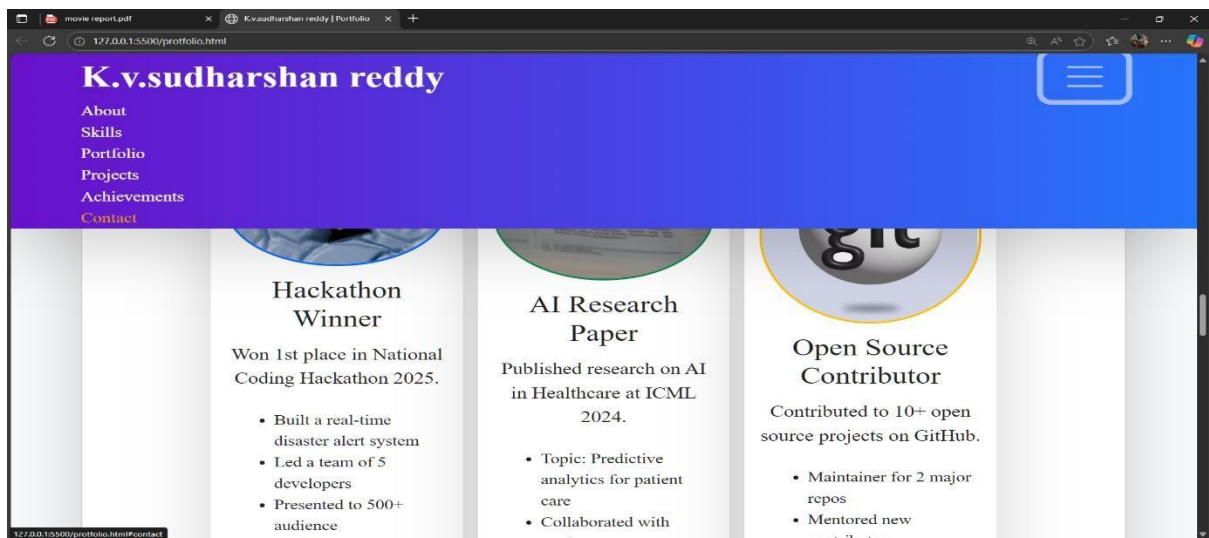 movie report.pdf
K.v.sudharshan reddy | Portfolio
127.0.0.1:5500/protfolio.html
K.v.sudharshan reddy
About
Skills
Portfolio
Projects
Achievements
Contact
git
Hackathon
Winner
Won 1st place in National
Coding Hackathon 2025.
• Built a real-time
disaster alert system
• Led a team of 5
developers
• Presented to 500+
audience
AI Research
Paper
Published research on AI
in Healthcare at ICML
2024.
• Topic: Predictive
analytics for patient
care
• Collaborated with
Open Source
Contributor
Contributed to 10+ open
source projects on GitHub.
• Maintainer for 2 major
repos
• Mentored new
127.0.0.1:5500/protfolio.html#contact